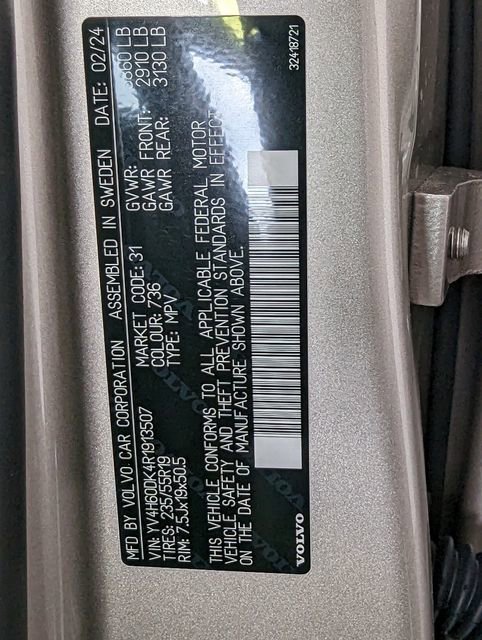 MFD BY VOLVO CAR CORPORATION ASSEMBLED IN SWEDEN DATE: 02/24
VIN: YV4H60DK4R1913507 GVWR: 5660 LB
TIRES: 235/55R19 MARKET CODE: 31 GAWR FRONT: 2910 LB
RIM: 7.5JX19x50.5 COLOUR: 736 GAWR REAR: 3130 LB
TYPE: MPV
THIS VEHICLE CONFORMS TO ALL APPLICABLE FEDERAL MOTOR
VEHICLE SAFETY AND THEFT PREVENTION STANDARDS IN EFFECT
ON THE DATE OF MANUFACTURE SHOWN ABOVE.
VOLVO 32418721